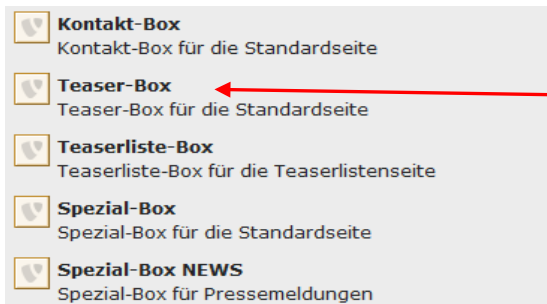 Kontakt-Box
Kontakt-Box für die Standardseite
Teaser-Box
Teaser-Box für die Standardseite
Teaserliste-Box
Teaserliste-Box für die Teaserlistenseite
Spezial-Box
Spezial-Box für die Standardseite
Spezial-Box NEWS
Spezial-Box für Pressemeldungen